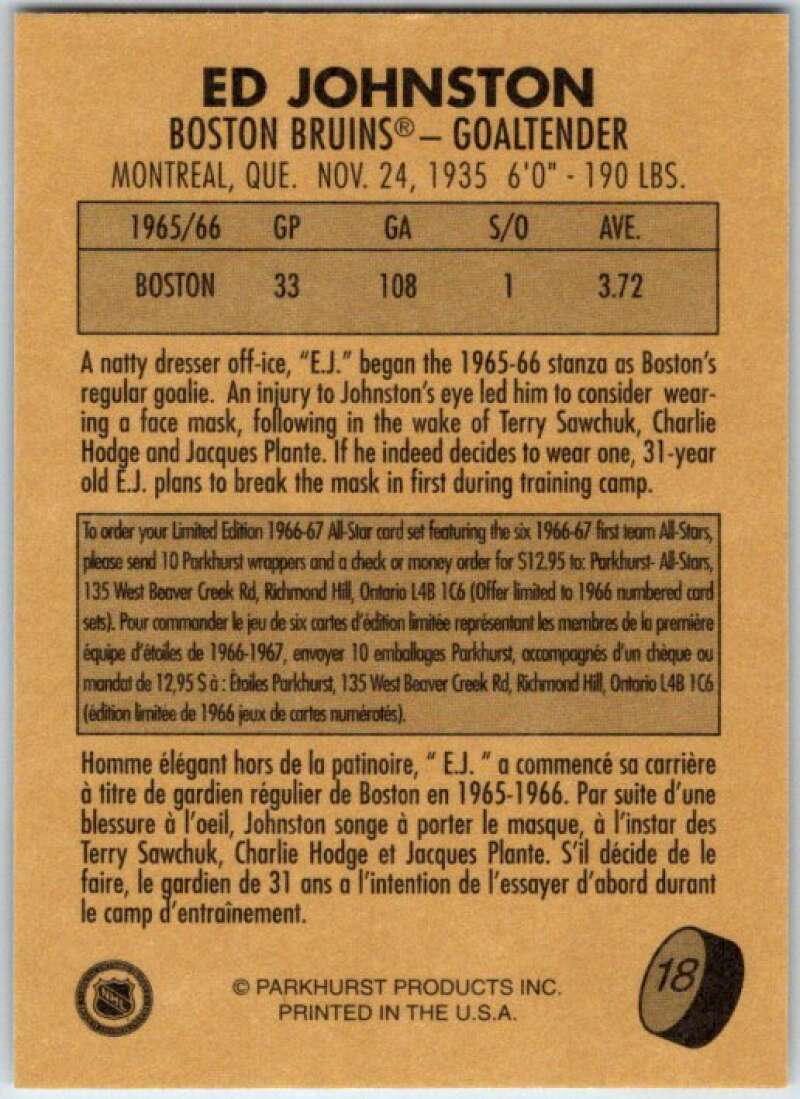 ED JOHNSTON
BOSTON BRUINS® – GOALTENDER
MONTREAL, QUE. NOV. 24, 1935 6'0" - 190 LBS.
1965/66 GP GA S/O AVE.
BOSTON 33 108 1 3.72
A natty dresser off-ice, "E.J." began the 1965-66 stanza as Boston's
regular goalie. An injury to Johnston's eye led him to consider wear-
ing a face mask, following in the wake of Terry Sawchuk, Charlie
Hodge and Jacques Plante. If he indeed decides to wear one, 31-year
old E.J. plans to break the mask in first during training camp.
To order your Limited Edition 1966-67 All-Star card set featuring the six 1966-67 first team All-Stars,
please send 10 Parkhurst wrappers and a check or money order for $12.95 to: Parkhurst- All-Stars,
135 West Beaver Creek Rd, Richmond Hill, Ontario L4B 1C6 (Offer limited to 1966 numbered card
sets). Pour commander le jeu de six cartes d'édition limitée représentant les membres de la première
équipe d'étoiles de 1966-1967, envoyer 10 emballages Parkhurst, accompagnés d'un chèque ou
mandat de 12,95 $ à : Étoiles Parkhurst, 135 West Beaver Creek Rd, Richmond Hill, Ontario L4B 1C6
(édition limitée de 1966 jeux de cartes numérotés).
Homme élégant hors de la patinoire, " E.J. " a commencé sa carrière
à titre de gardien régulier de Boston en 1965-1966. Par suite d'une
blessure à l'oeil, Johnston songe à porter le masque, à l'instar des
Terry Sawchuk, Charlie Hodge et Jacques Plante. S'il décide de le
faire, le gardien de 31 ans a l'intention de l'essayer d'abord durant
le camp d'entraînement.
NHL
© PARKHURST PRODUCTS INC.
PRINTED IN THE U.S.A.
18